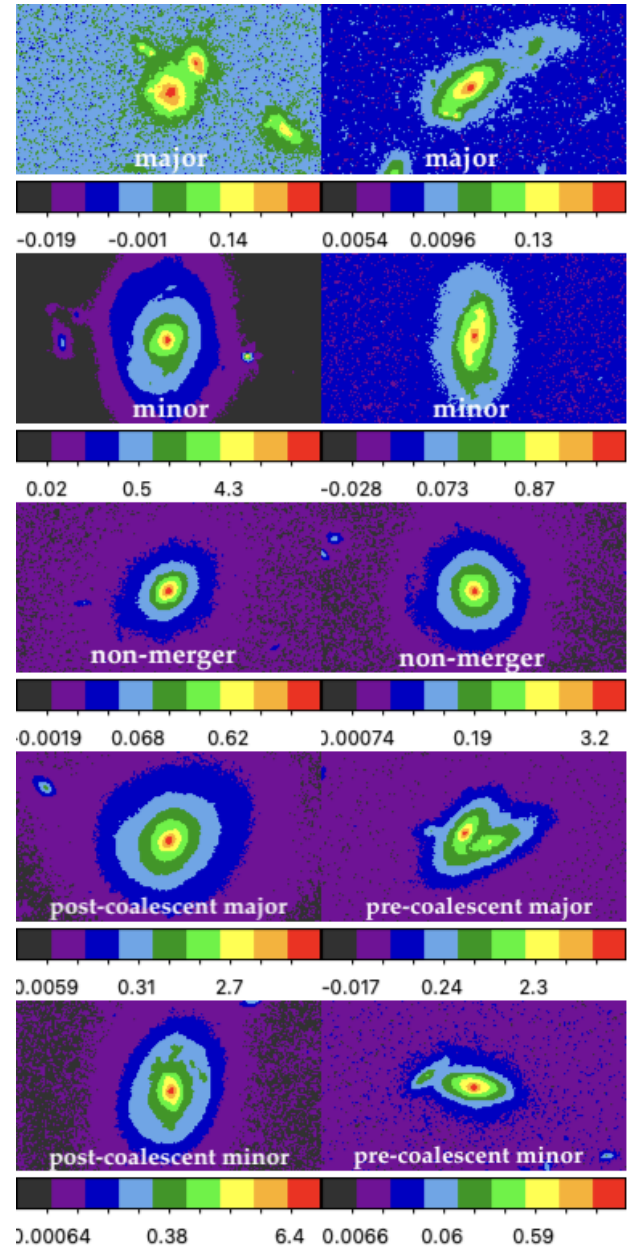 major major
-0.019 -0.001 0.14 0.0054 0.0096 0.13
minor minor
0.02 0.5 4.3 -0.028 0.073 0.87
non-merger non-merger
-0.0019 0.068 0.62 0.00074 0.19 3.2
post-coalescent major pre-coalescent major
0.0059 0.31 2.7 -0.017 0.24 2.3
post-coalescent minor pre-coalescent minor
0.00064 0.38 6.4 0.0066 0.06 0.59